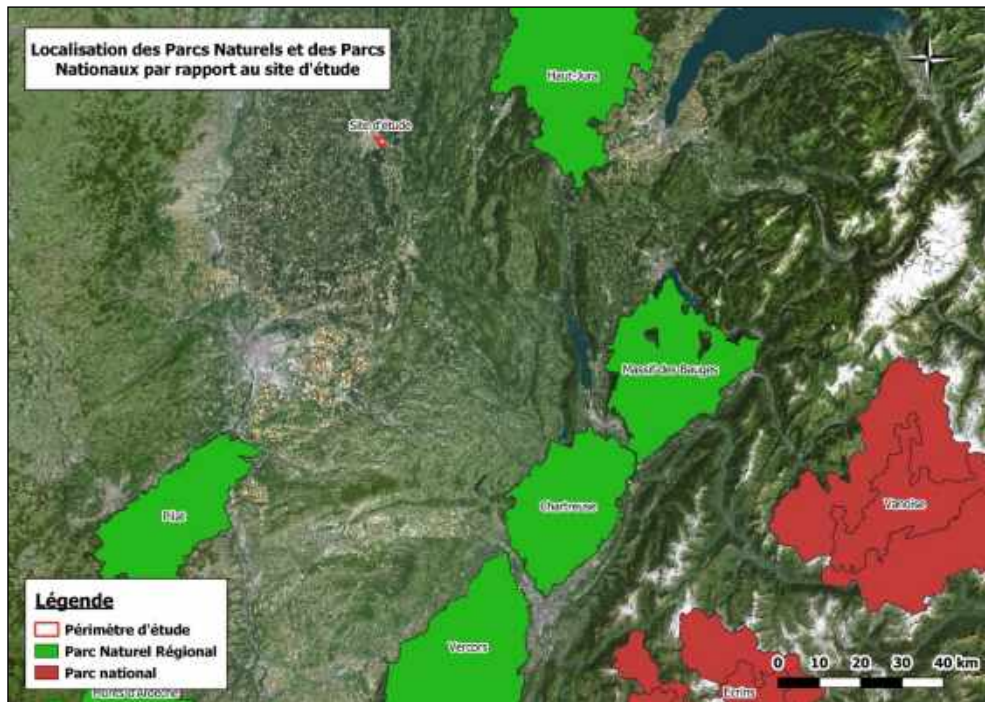 Localisation des Parcs Naturels et des Parcs
Nationaux par rapport au site d'étude
Haut-Jura
Site d'étude
Massif des Bauges
Vanoise
Chartreuse
Pilat
Vercors
Légende
Périmètre d'étude
Parc Naturel Régional
Parc national
0 10 20 30 40 km
Monts d'Ardèche
Ecrins